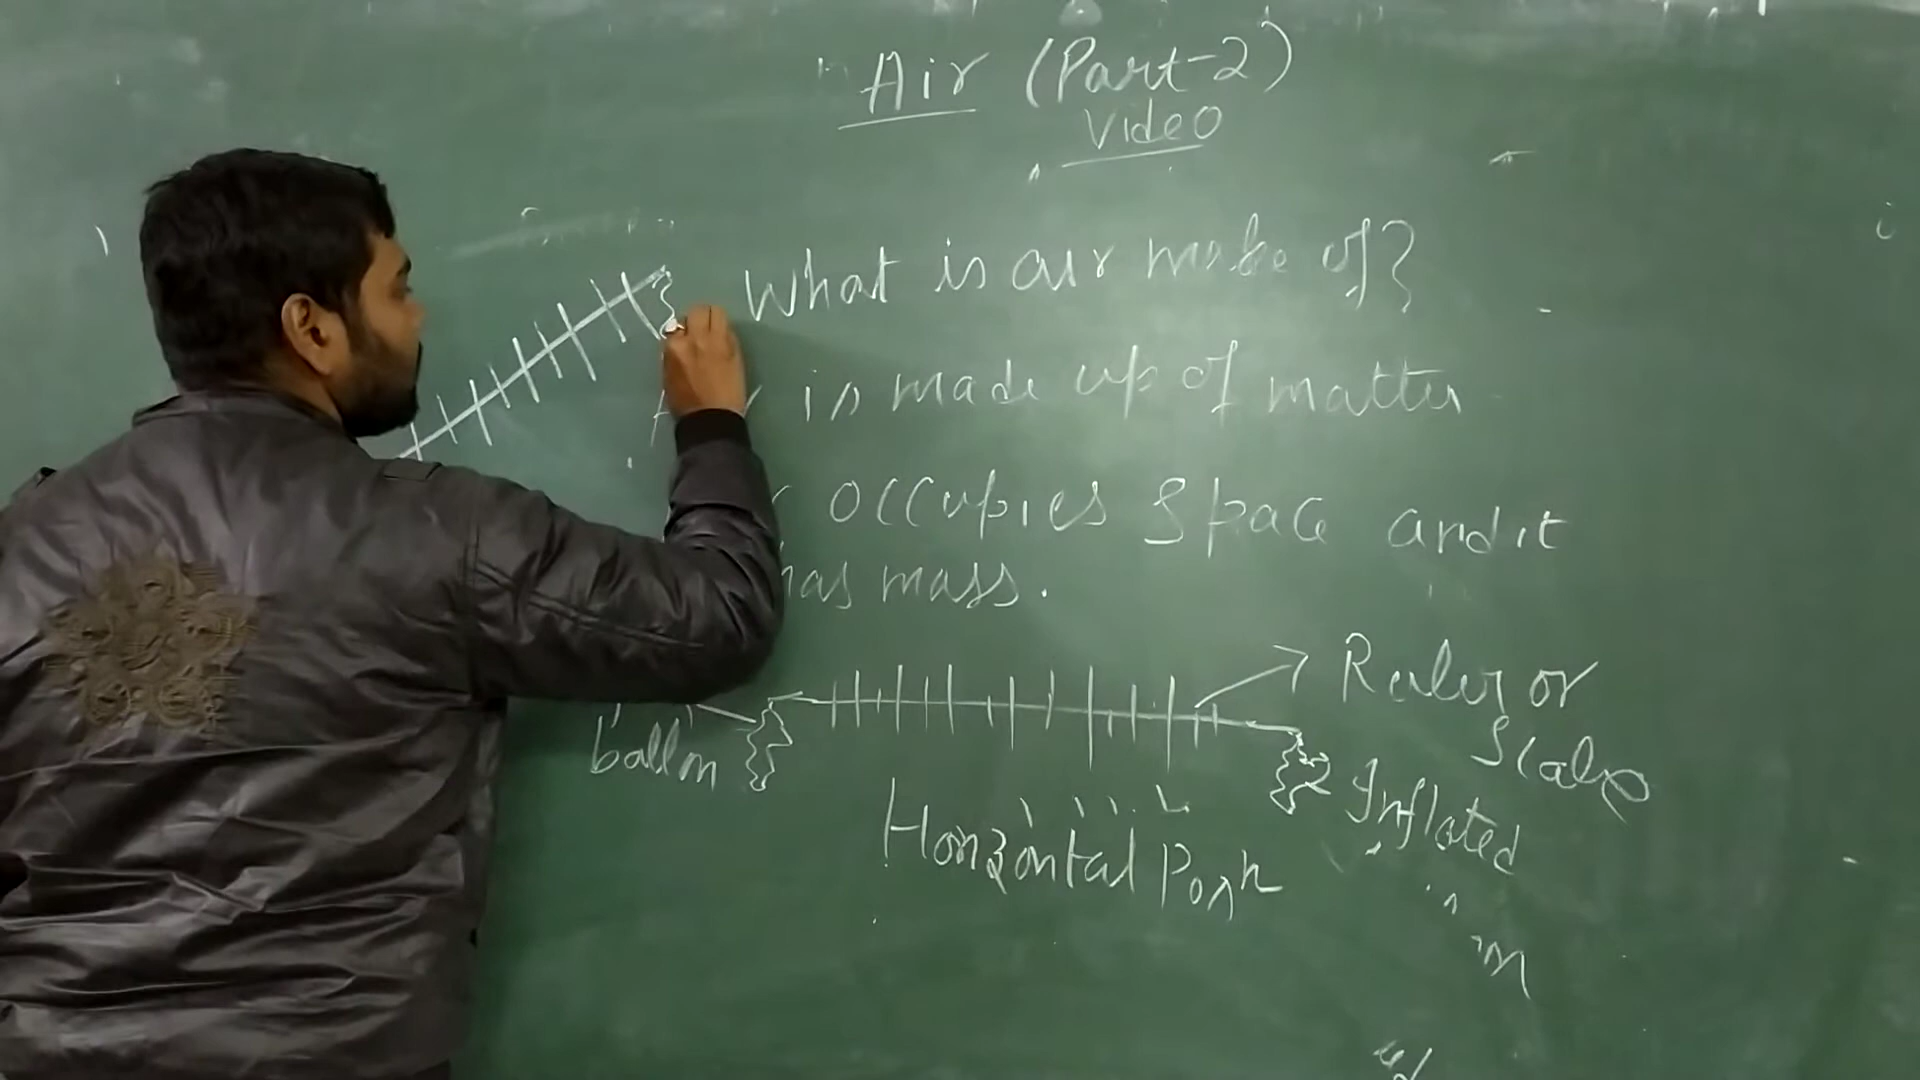 Air (Part-2)
Video
What is air make of?
is made up of matter
occupies space and it
has mass.
Ruler or
Scale
ballon
Inflated
Horizontal